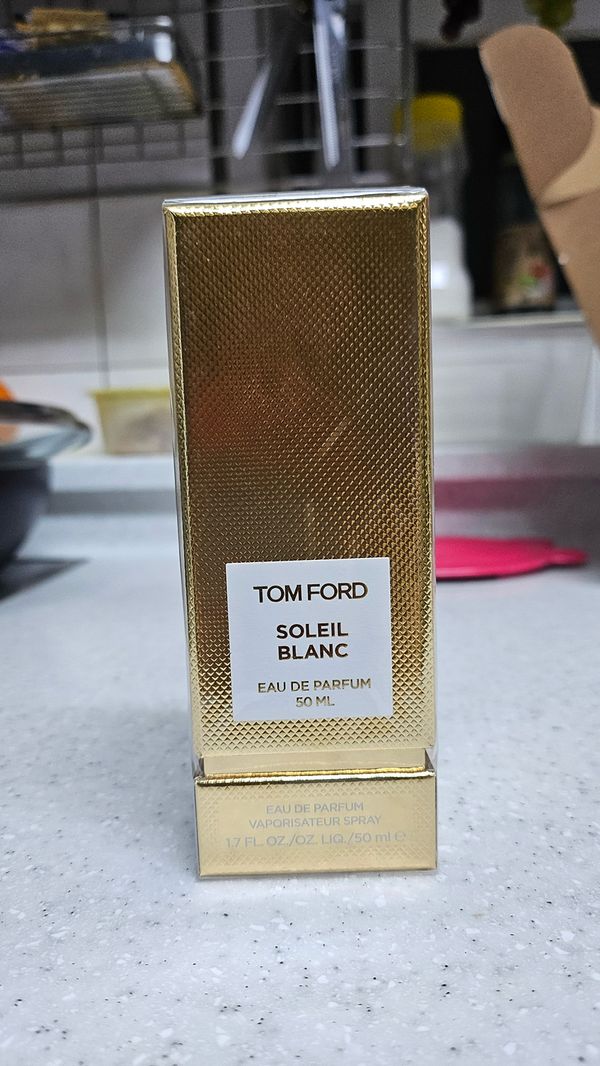 TOM FORD
SOLEIL
BLANC
EAU DE PARFUM
50 ML
EAU DE PARFUM
VAPORISATEUR SPRAY
1.7 FL. OZ./OZ. LIQ./50 ml ℮